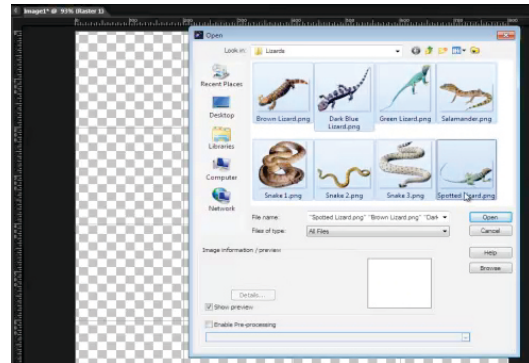 Image1* @ 93% (Raster 1)
Open
Look in:
Lizards
Recent Places
Desktop
Libraries
Computer
Network
Brown Lizard.png
Dark Blue
Lizard.png
Green Lizard.png
Salamander.png
Snake 1.png
Snake 2.png
Snake 3.png
Spotted Lizard.png
File name:
"Spotted Lizard.png" "Brown Lizard.png" "Dark
Open
Files of type:
All Files
Cancel
Image information / preview
Help
Browse
Details...
Show preview
Enable Pre-processing